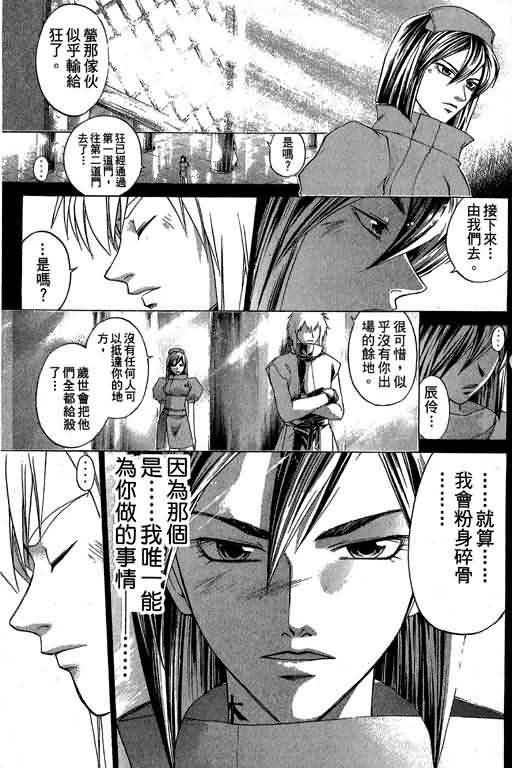 螢那傢伙
似乎輸給
狂了。
是嗎？
狂已經通過
第一道門，
往第二道門
去了…
…
接下來…
由我們去。
…是嗎？
…
辰伶。
很可惜，似
乎沒有你出
場的餘地。
沒有任何人可
以抵達你的地
方，
歲世會把他
們全都給殺
了…
……就算……
我會粉身碎骨
……
因為那個
是……我唯一能
為你做的事情
……
…